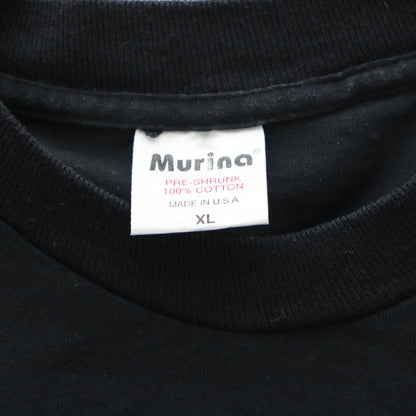 Murina®
PRE-SHRUNK
100% COTTON
MADE IN U.S.A
XL